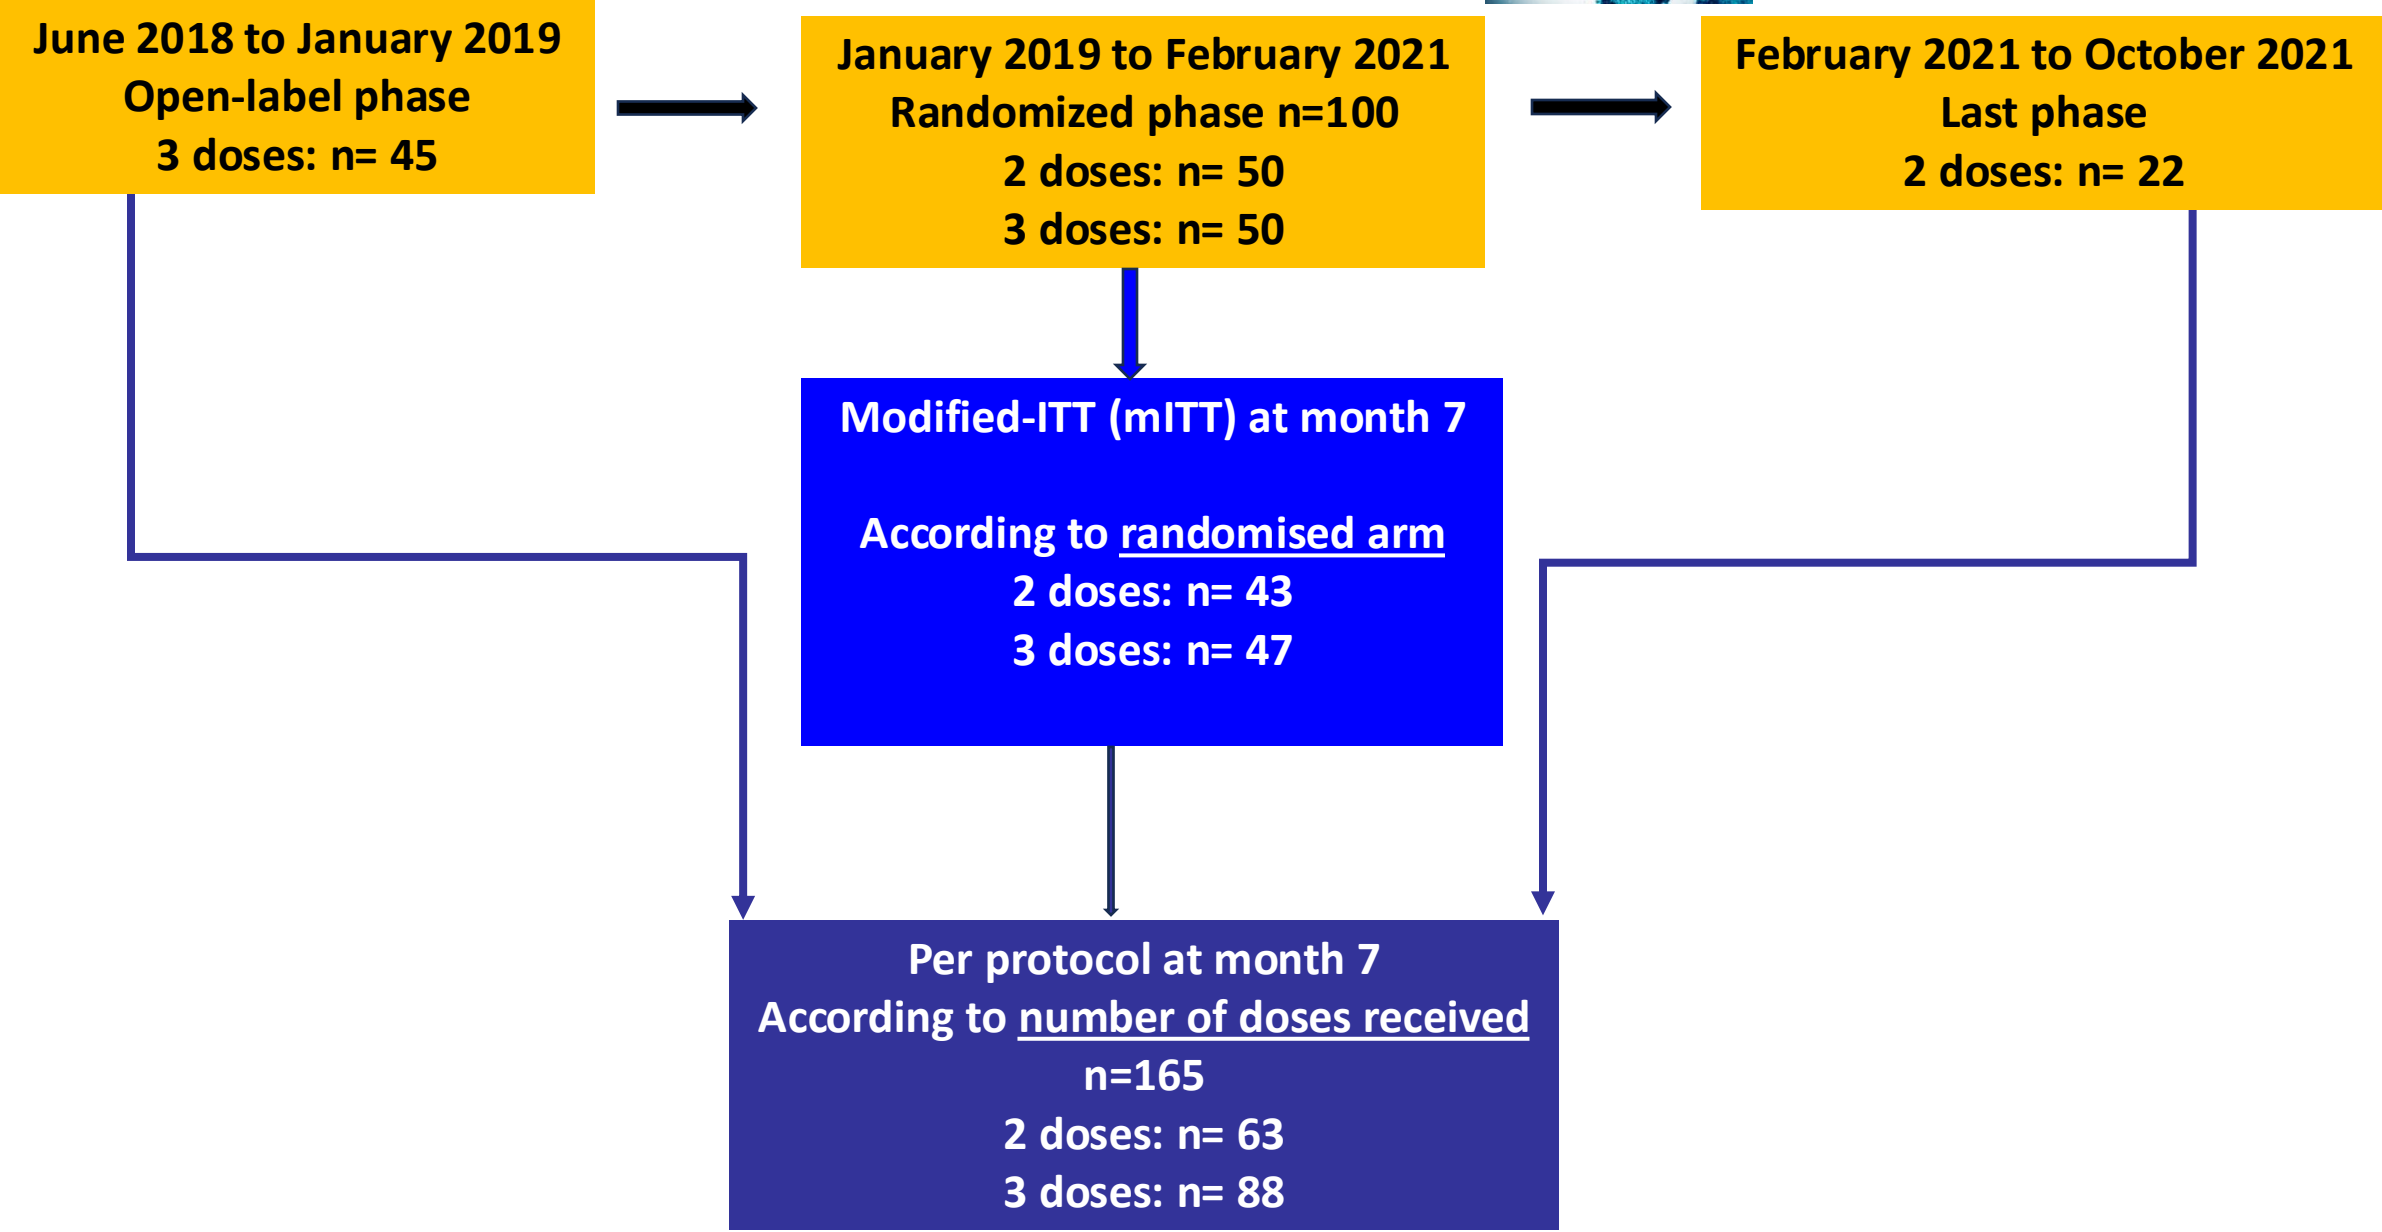 June 2018 to January 2019
Open-label phase
3 doses: n= 45
January 2019 to February 2021
Randomized phase n=100
2 doses: n= 50
3 doses: n= 50
February 2021 to October 2021
Last phase
2 doses: n= 22
Modified-ITT (mITT) at month 7
According to randomised arm
2 doses: n= 43
3 doses: n= 47
Per protocol at month 7
According to number of doses received
n=165
2 doses: n= 63
3 doses: n= 88